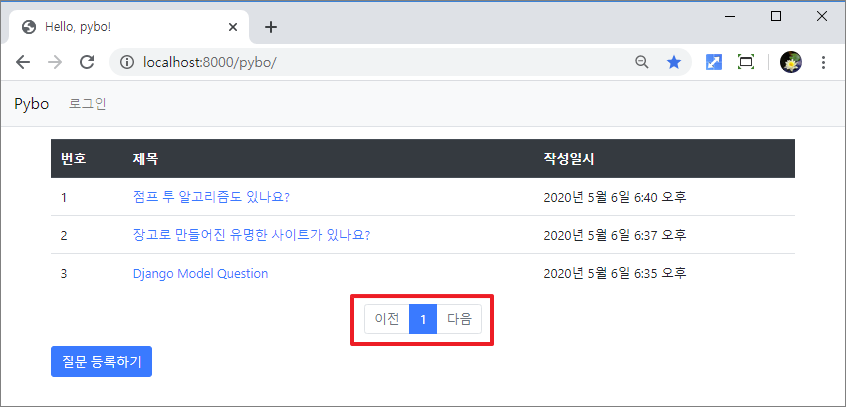 Hello, pybo!
localhost:8000/pybo/
Pybo 로그인
번호 제목 작성일시
1 점프 투 알고리즘도 있나요? 2020년 5월 6일 6:40 오후
2 장고로 만들어진 유명한 사이트가 있나요? 2020년 5월 6일 6:37 오후
3 Django Model Question 2020년 5월 6일 6:35 오후
이전 1 다음
질문 등록하기